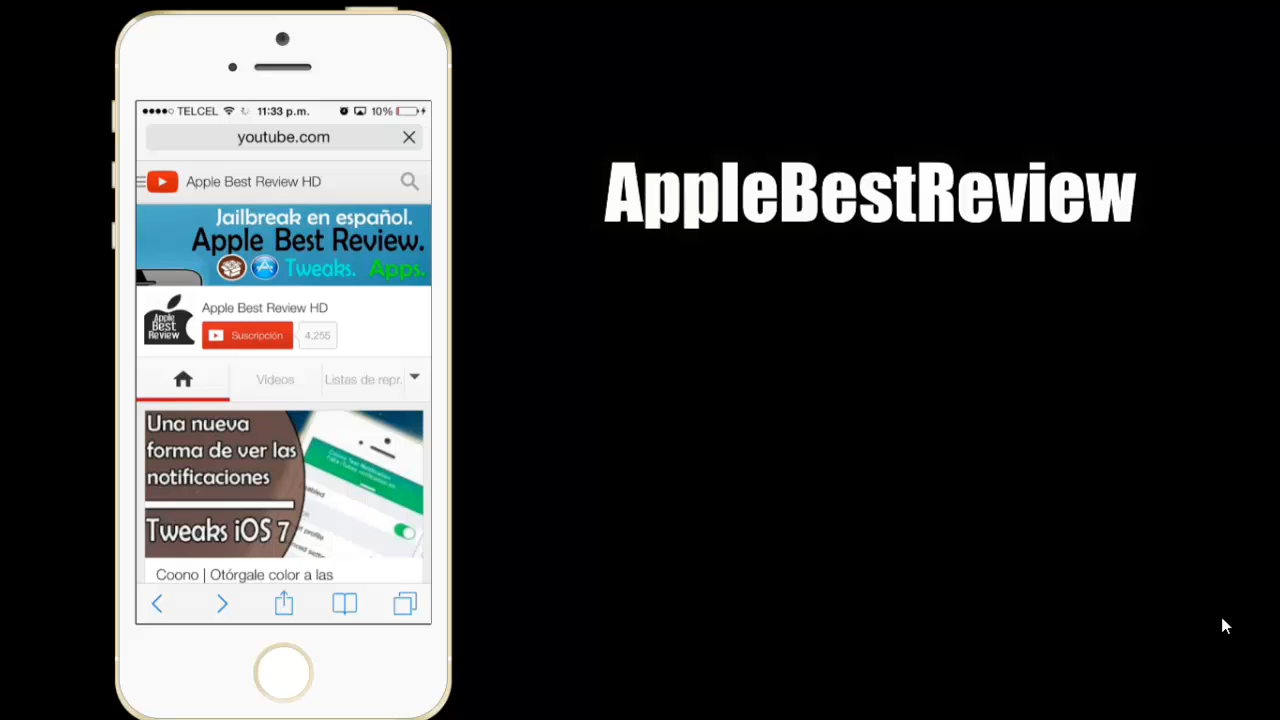 TELCEL 11:33 p.m. 10%
youtube.com
Apple Best Review HD
Jailbreak en español.
Apple Best Review.
Tweaks. Apps.
Apple
Best
Review
Apple Best Review HD
Suscripción 4,255
Videos Listas de repr.
Una nueva
forma de ver las
notificaciones
Tweaks iOS 7
Coono | Otórgale color a las
AppleBestReview